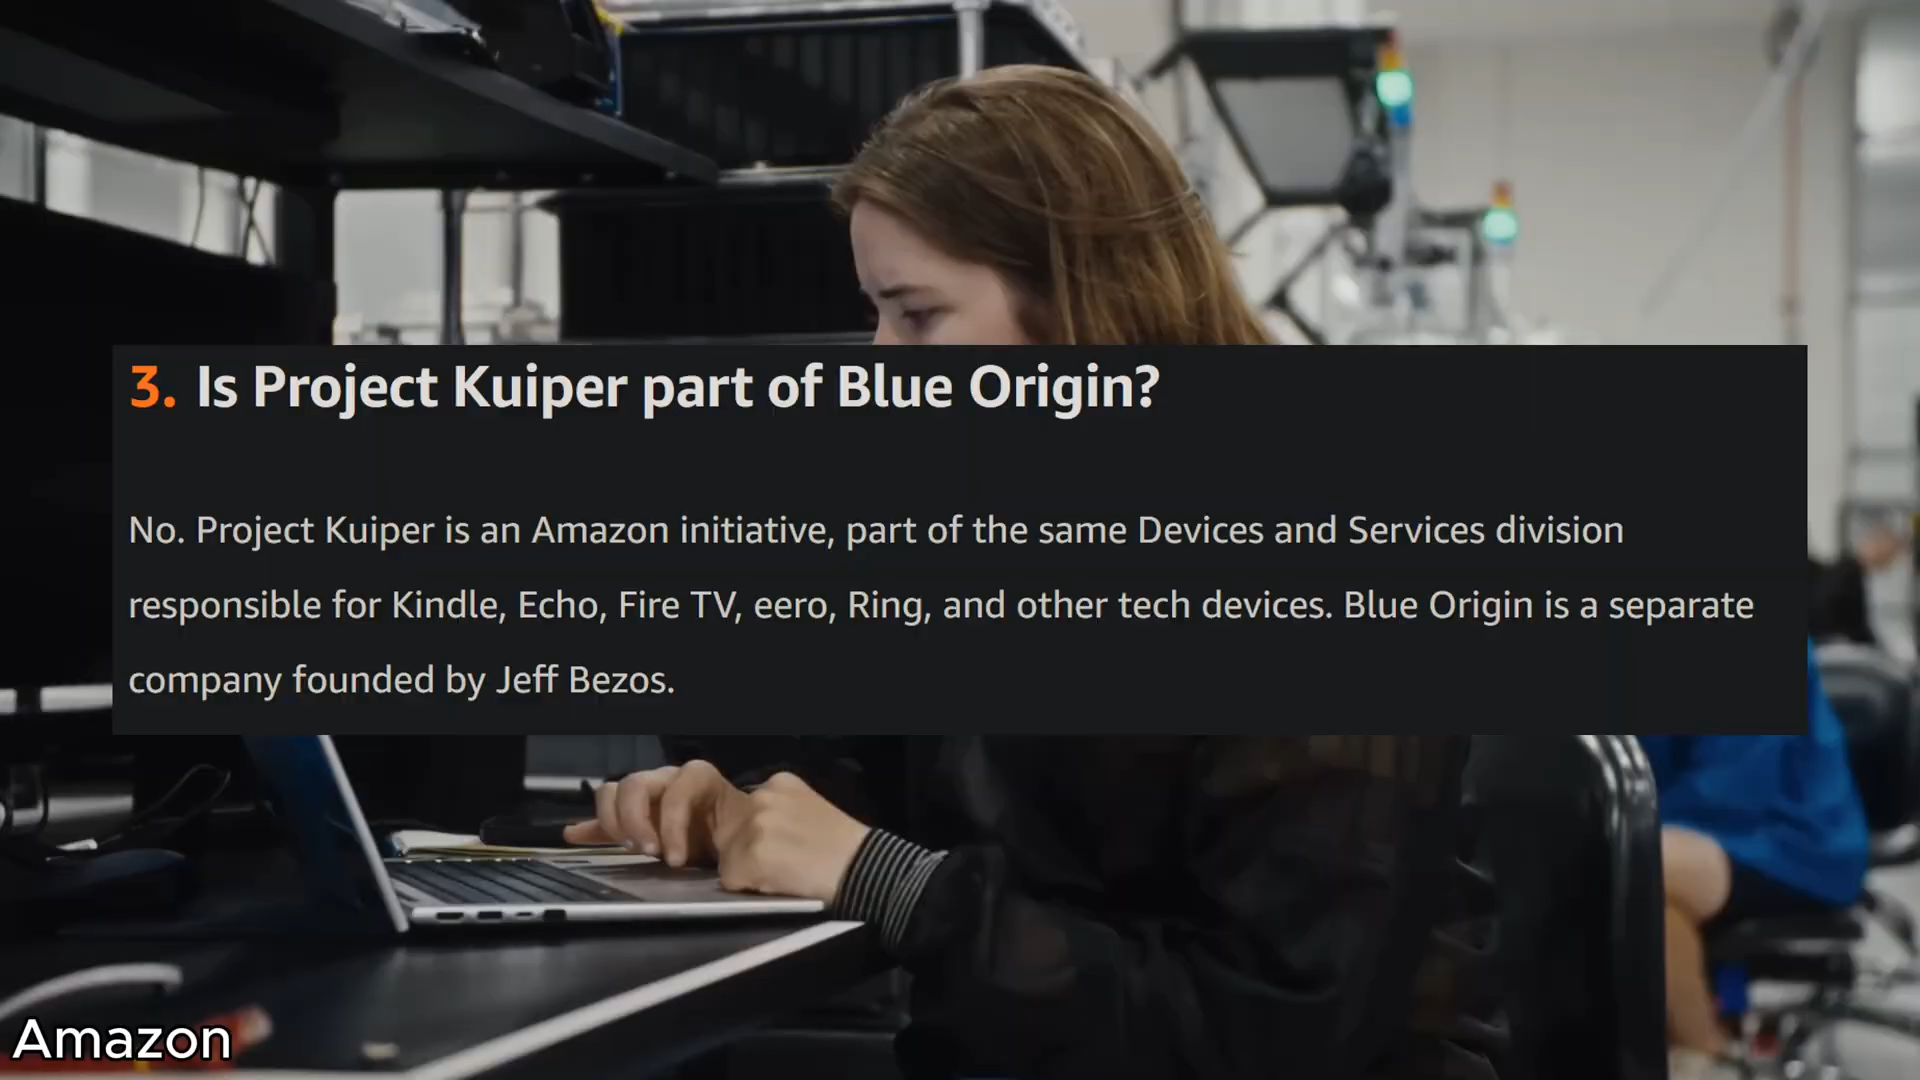 3. Is Project Kuiper part of Blue Origin?
No. Project Kuiper is an Amazon initiative, part of the same Devices and Services division
responsible for Kindle, Echo, Fire TV, eero, Ring, and other tech devices. Blue Origin is a separate
company founded by Jeff Bezos.
Amazon